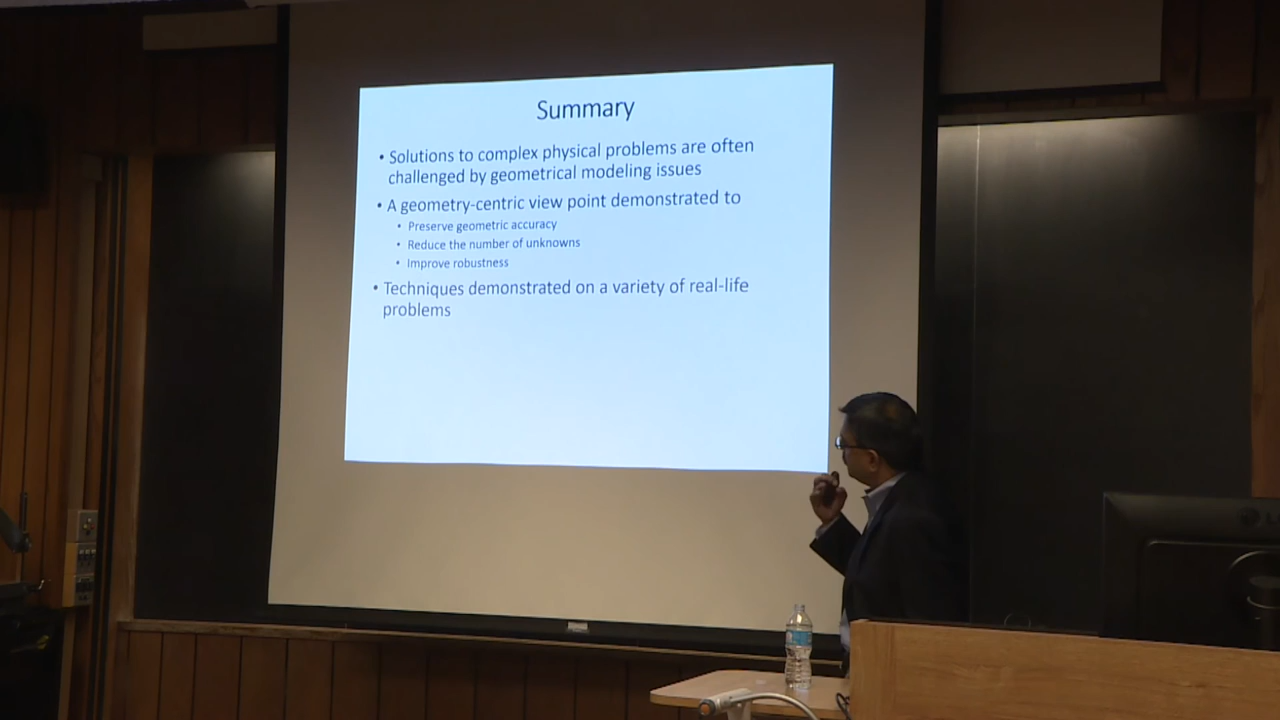 Summary
• Solutions to complex physical problems are often
challenged by geometrical modeling issues
• A geometry-centric view point demonstrated to
• Preserve geometric accuracy
• Reduce the number of unknowns
• Improve robustness
• Techniques demonstrated on a variety of real-life
problems